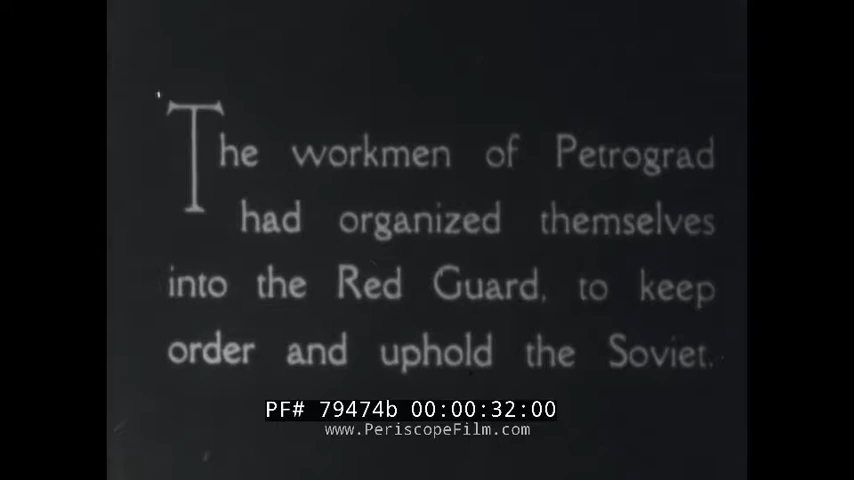 The workmen of Petrograd
had organized themselves
into the Red Guard, to keep
order and uphold the Soviet.
PF# 79474b 00:00:32:00
www.PeriscopeFilm.com